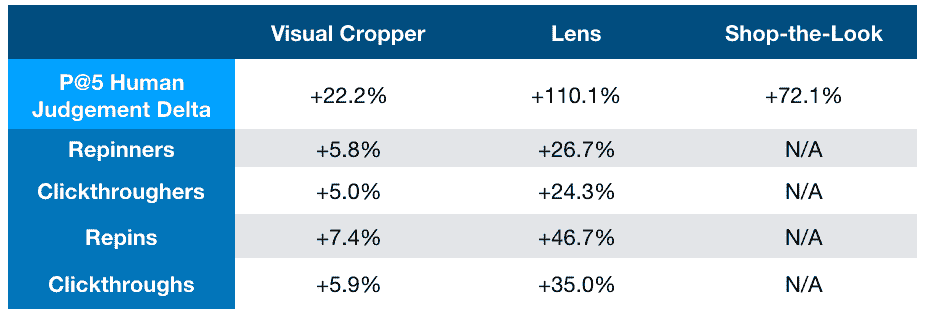 Visual Cropper Lens Shop-the-Look
P@5 Human
Judgement Delta +22.2% +110.1% +72.1%
Repinners +5.8% +26.7% N/A
Clickthroughers +5.0% +24.3% N/A
Repins +7.4% +46.7% N/A
Clickthroughs +5.9% +35.0% N/A